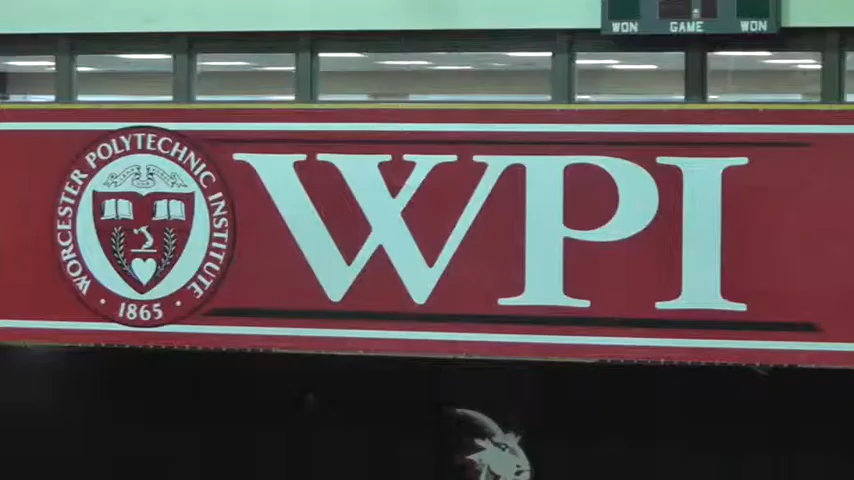 WON GAME WON
WORCESTER POLYTECHNIC INSTITUTE
· 1865 ·
WPI